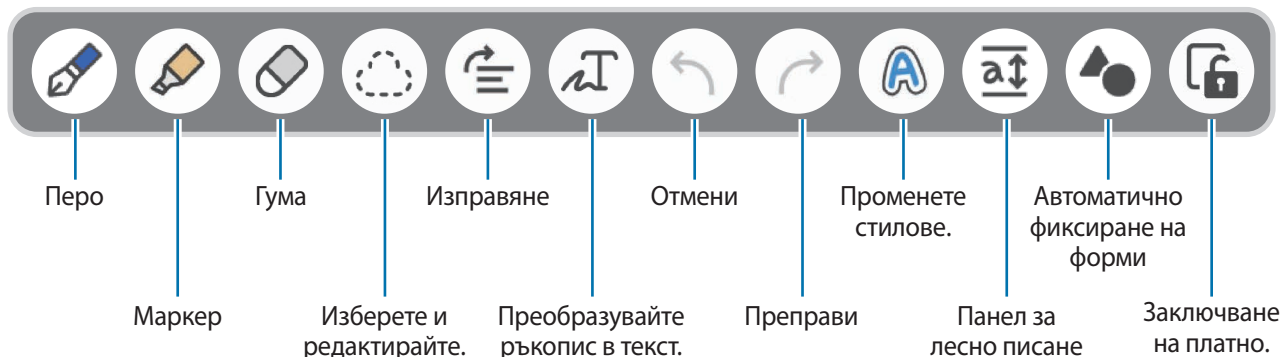 Перо
Гума
Изправяне
Отмени
Променете
стилове.
Автоматично
фиксиране на
форми
Маркер
Изберете и
редактирайте.
Преобразувайте
ръкопис в текст.
Преправи
Панел за
лесно писане
Заключване
на платно.